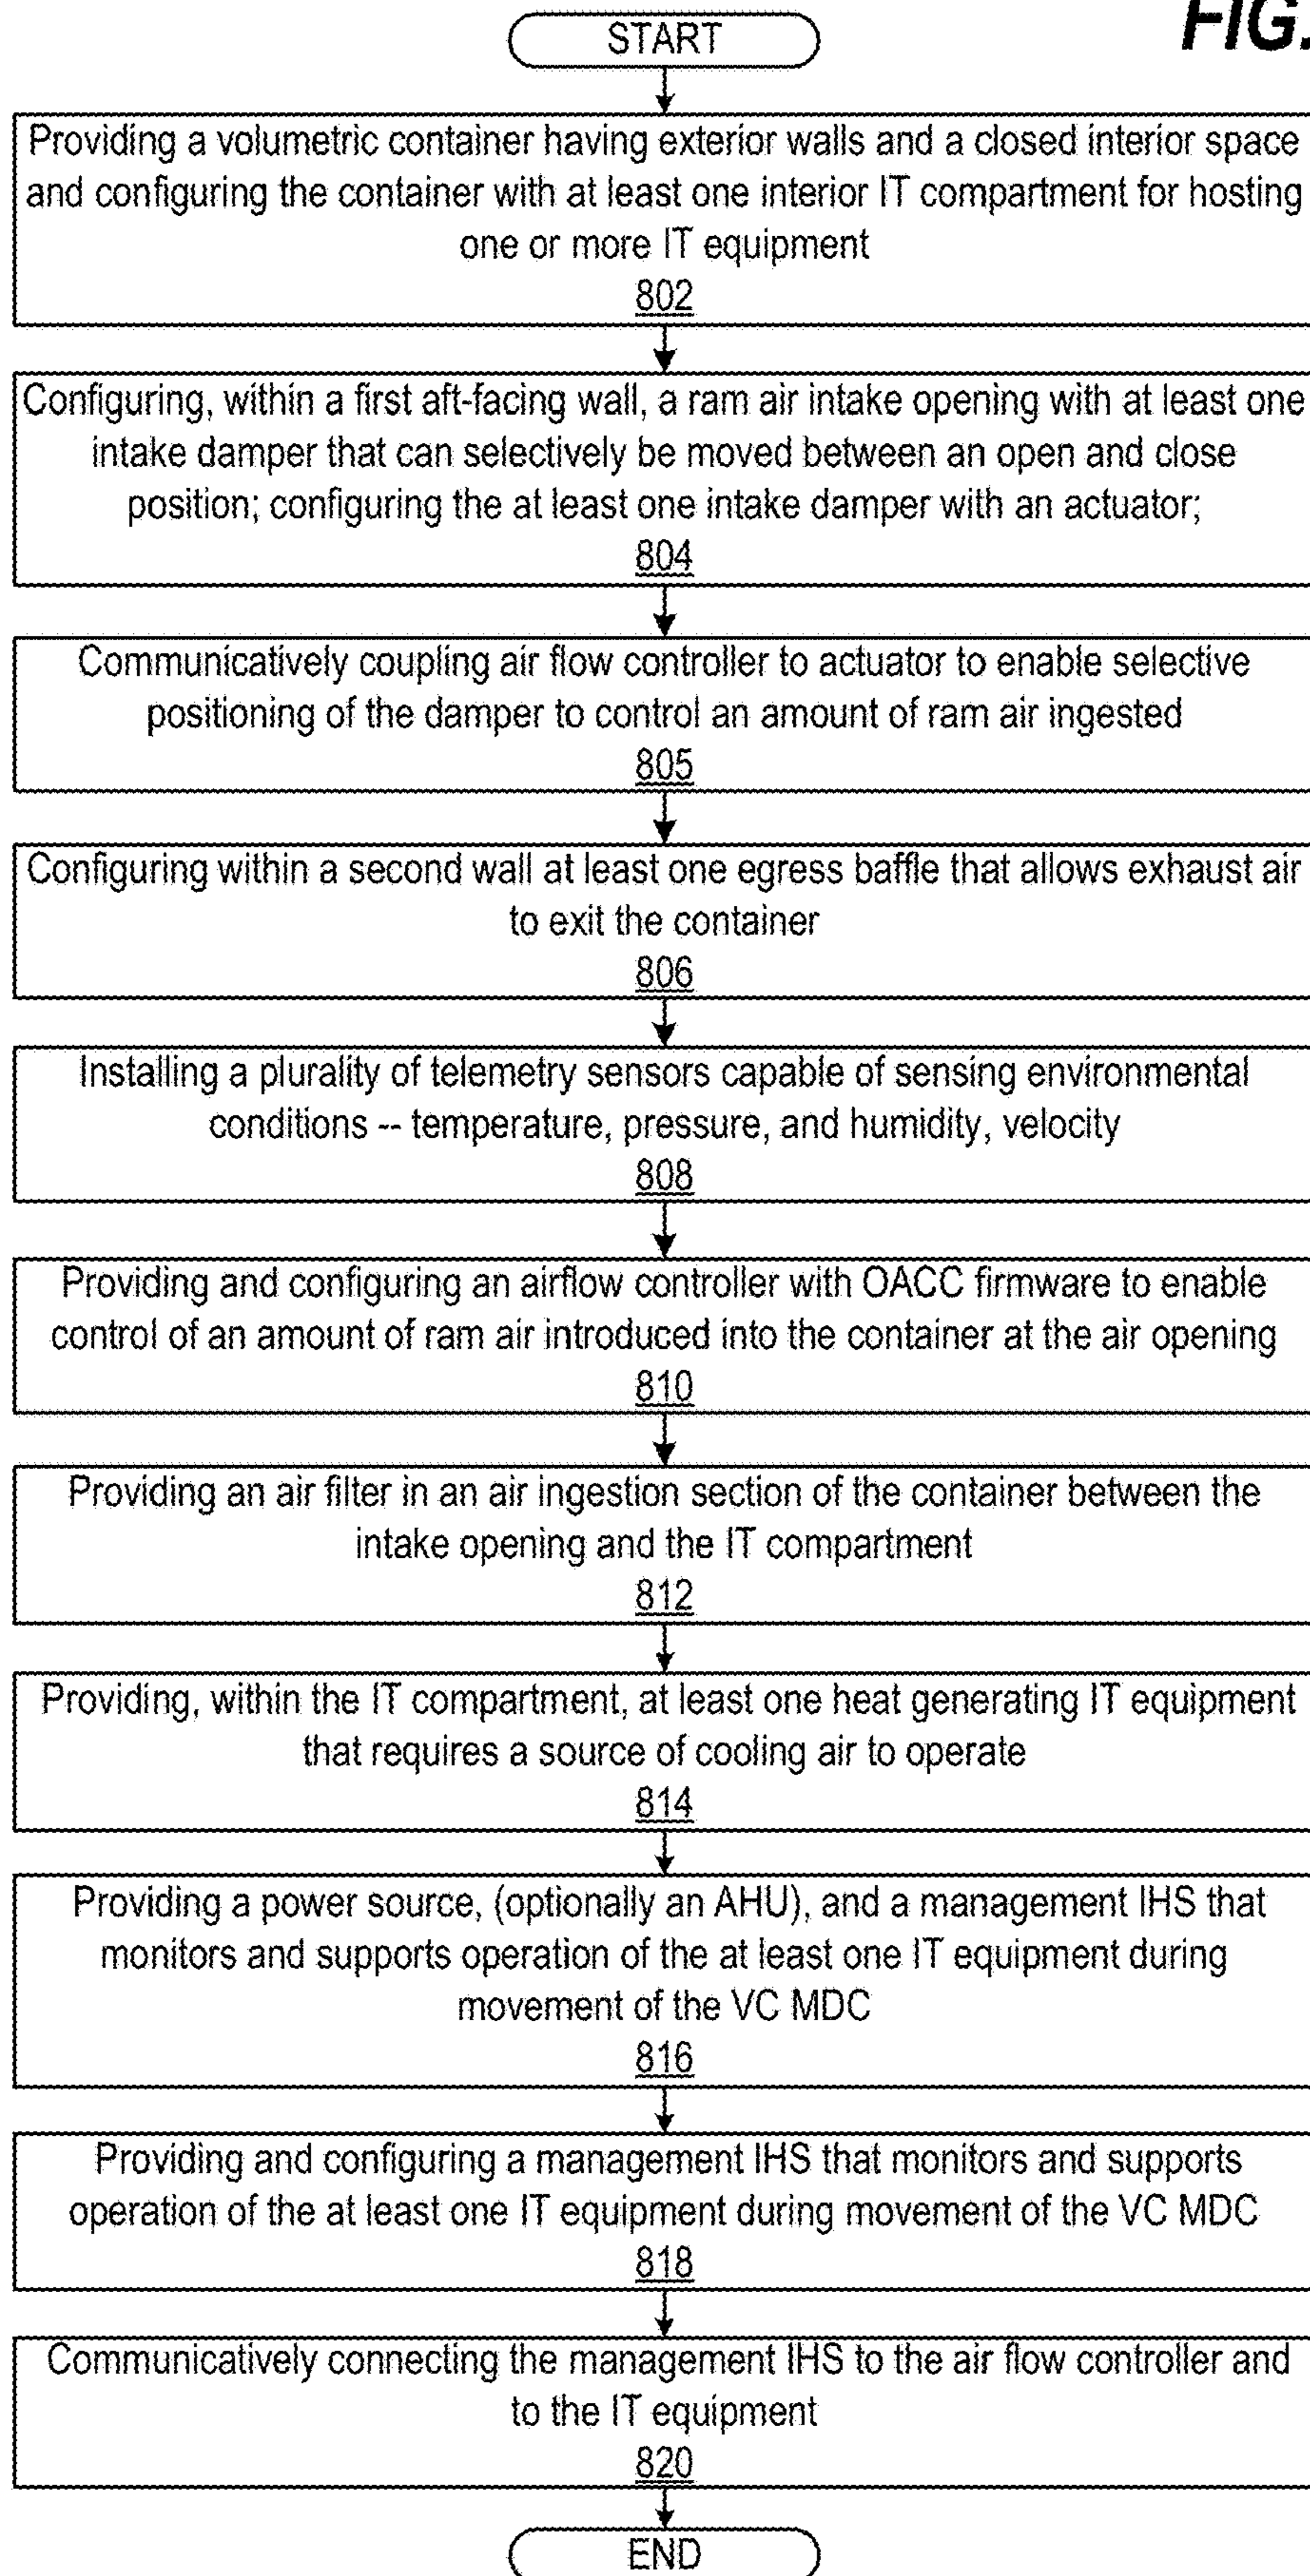 FIG.
START
Providing a volumetric container having exterior walls and a closed interior space
and configuring the container with at least one interior IT compartment for hosting
one or more IT equipment
802
Configuring, within a first aft-facing wall, a ram air intake opening with at least one
intake damper that can selectively be moved between an open and close
position; configuring the at least one intake damper with an actuator;
804
Communicatively coupling air flow controller to actuator to enable selective
positioning of the damper to control an amount of ram air ingested
805
Configuring within a second wall at least one egress baffle that allows exhaust air
to exit the container
806
Installing a plurality of telemetry sensors capable of sensing environmental
conditions -- temperature, pressure, and humidity, velocity
808
Providing and configuring an airflow controller with OACC firmware to enable
control of an amount of ram air introduced into the container at the air opening
810
Providing an air filter in an air ingestion section of the container between the
intake opening and the IT compartment
812
Providing, within the IT compartment, at least one heat generating IT equipment
that requires a source of cooling air to operate
814
Providing a power source, (optionally an AHU), and a management IHS that
monitors and supports operation of the at least one IT equipment during
movement of the VC MDC
816
Providing and configuring a management IHS that monitors and supports
operation of the at least one IT equipment during movement of the VC MDC
818
Communicatively connecting the management IHS to the air flow controller and
to the IT equipment
820
END